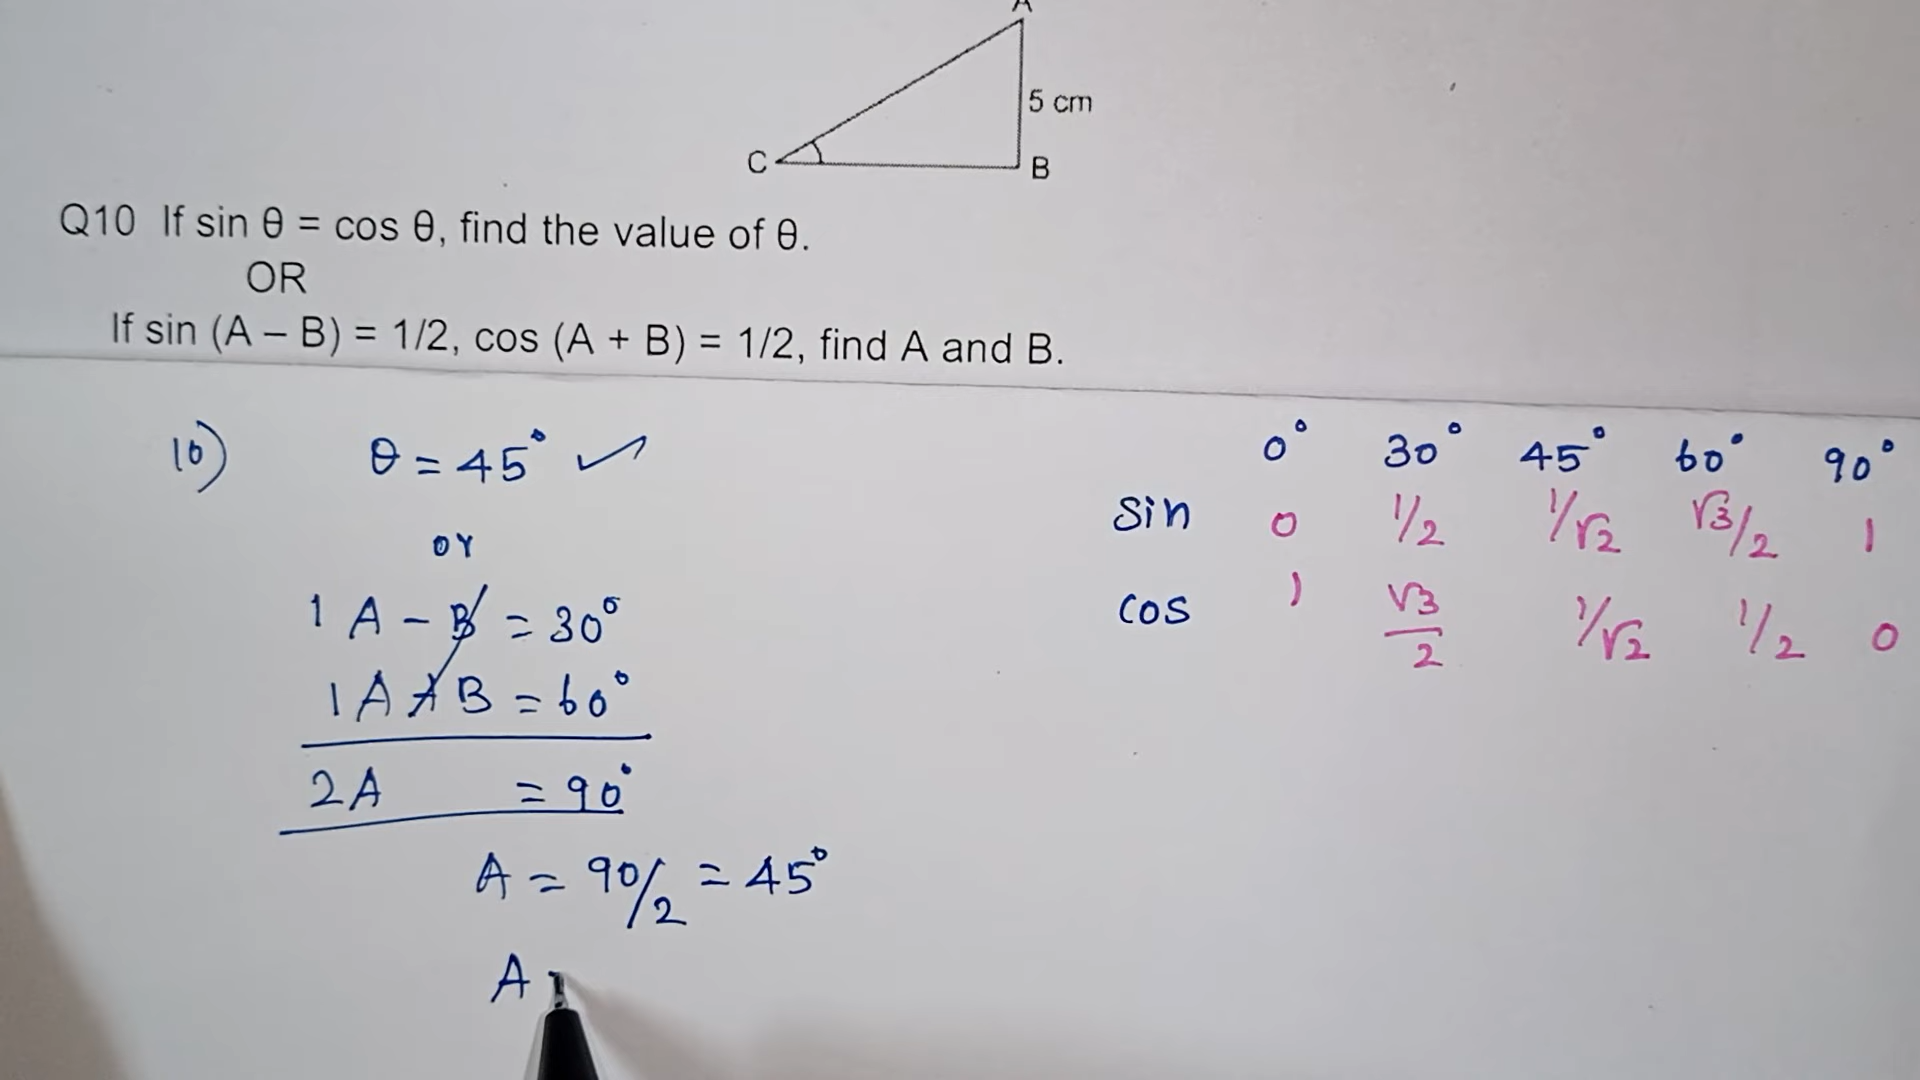 A
5 cm
C
B
Q10 If sin θ = cos θ, find the value of θ.
OR
If sin (A – B) = 1/2, cos (A + B) = 1/2, find A and B.
10) θ = 45° ✓
or
1 A - B = 30°
1 A + B = 60°
2A = 90°
A = 90/2 = 45°
A
0° 30° 45° 60° 90°
sin 0 1/2 1/√2 √3/2 1
cos 1 √3/2 1/√2 1/2 0